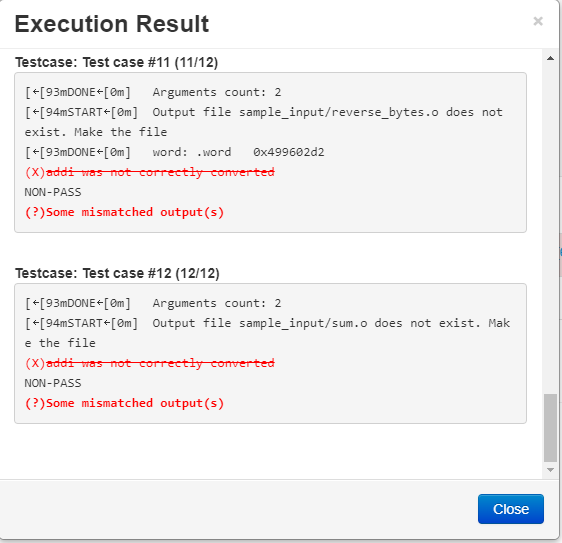 Execution Result
×
Testcase: Test case #11 (11/12)
[←[93mDONE←[0m]   Arguments count: 2
[←[94mSTART←[0m]  Output file sample_input/reverse_bytes.o does not
exist. Make the file
[←[93mDONE←[0m]   word: .word   0x499602d2
(X)addi was not correctly converted
NON-PASS
(?)Some mismatched output(s)
Testcase: Test case #12 (12/12)
[←[93mDONE←[0m]   Arguments count: 2
[←[94mSTART←[0m]  Output file sample_input/sum.o does not exist. Mak
e the file
(X)addi was not correctly converted
NON-PASS
(?)Some mismatched output(s)
Close